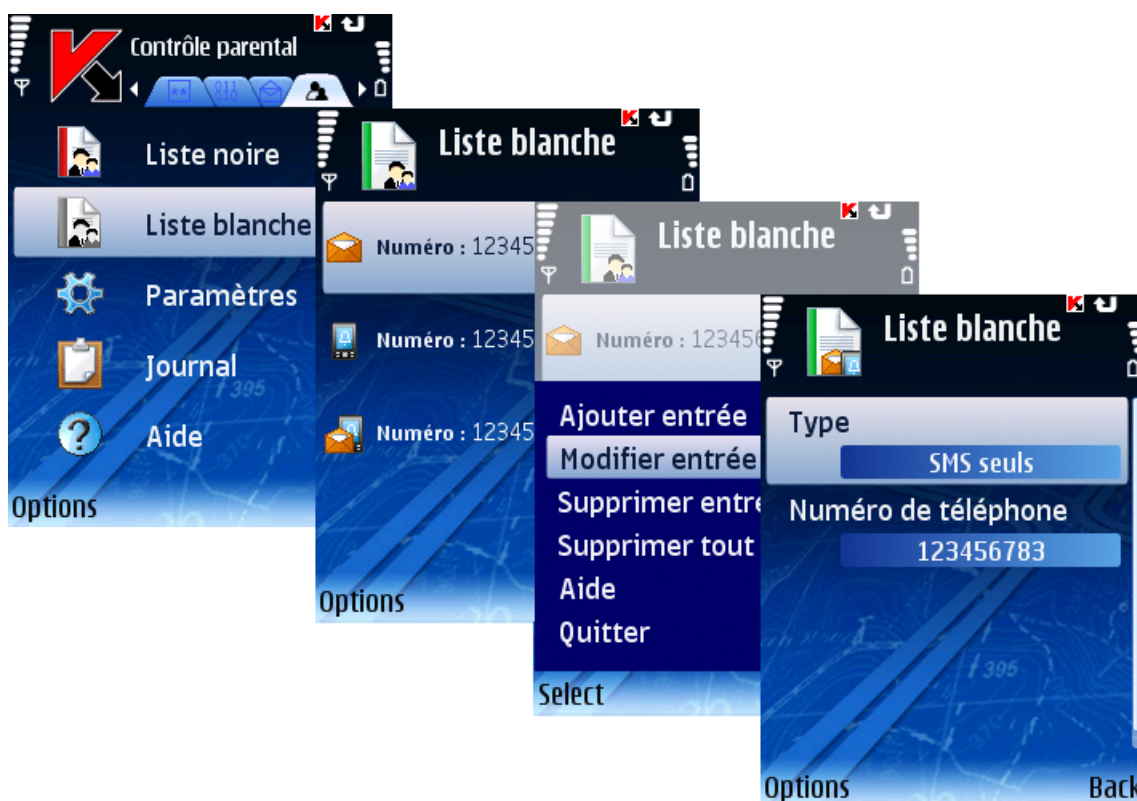 Contrôle parental
Liste noire
Liste blanche
Paramètres
Journal
Aide
Options
Liste blanche
Numéro : 12345
Numéro : 12345
Numéro : 12345
Options
Liste blanche
Numéro : 123456
Ajouter entrée
Modifier entrée
Supprimer entré
Supprimer tout
Aide
Quitter
Select
Liste blanche
Type
SMS seuls
Numéro de téléphone
123456783
Options Back